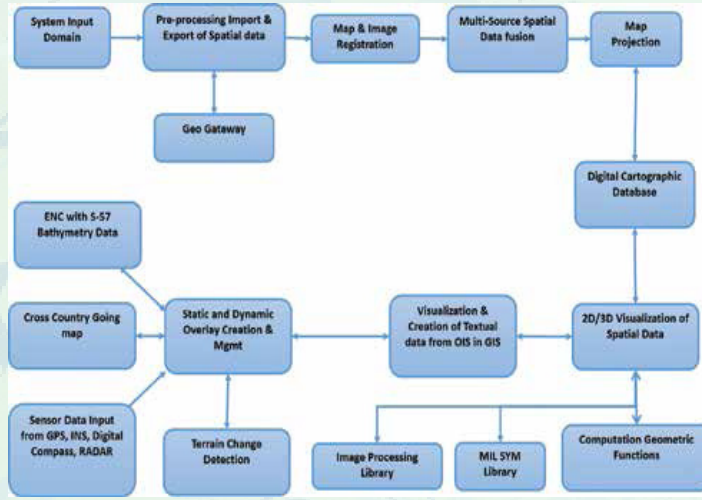 System Input
Domain
Pre-processing Import &
Export of Spatial data
Map & Image
Registration
Multi-Source Spatial
Data fusion
Map
Projection
Geo Gateway
Digital Cartographic
Database
ENC with S-57
Bathymetry Data
Cross Country Going
map
Static and Dynamic
Overlay Creation &
Mgmt
Visualization &
Creation of Textual
data from OIS in GIS
2D/3D Visualization of
Spatial Data
Sensor Data Input
from GPS, INS, Digital
Compass, RADAR
Terrain Change
Detection
Image Processing
Library
MIL SYM
Library
Computation Geometric
Functions